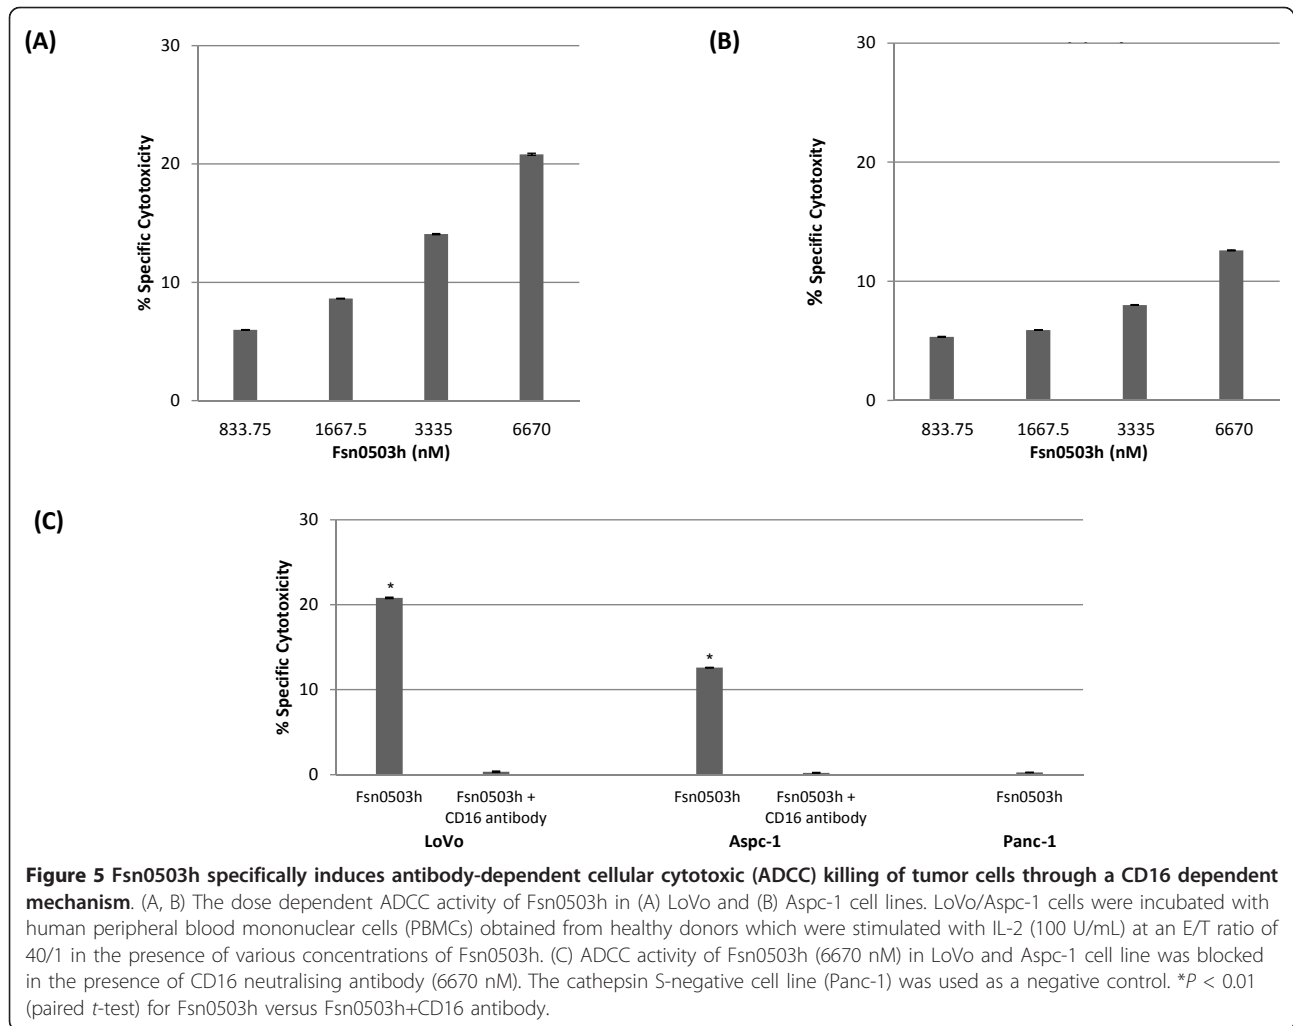 (A)
30
20
10
0
% Specific Cytotoxicity
833.75 1667.5 3335 6670
Fsn0503h (nM)
(B)
30
20
10
0
% Specific Cytotoxity
833.75 1667.5 3335 6670
Fsn0503h (nM)
(C)
30
20
10
0
% Specific Cytotoxicity
* *
Fsn0503h Fsn0503h + Fsn0503h Fsn0503h + Fsn0503h
CD16 antibody CD16 antibody
LoVo Aspc-1 Panc-1
Figure 5 Fsn0503h specifically induces antibody-dependent cellular cytotoxic (ADCC) killing of tumor cells through a CD16 dependent
mechanism. (A, B) The dose dependent ADCC activity of Fsn0503h in (A) LoVo and (B) Aspc-1 cell lines. LoVo/Aspc-1 cells were incubated with
human peripheral blood mononuclear cells (PBMCs) obtained from healthy donors which were stimulated with IL-2 (100 U/mL) at an E/T ratio of
40/1 in the presence of various concentrations of Fsn0503h. (C) ADCC activity of Fsn0503h (6670 nM) in LoVo and Aspc-1 cell line was blocked
in the presence of CD16 neutralising antibody (6670 nM). The cathepsin S-negative cell line (Panc-1) was used as a negative control. *P < 0.01
(paired t-test) for Fsn0503h versus Fsn0503h+CD16 antibody.